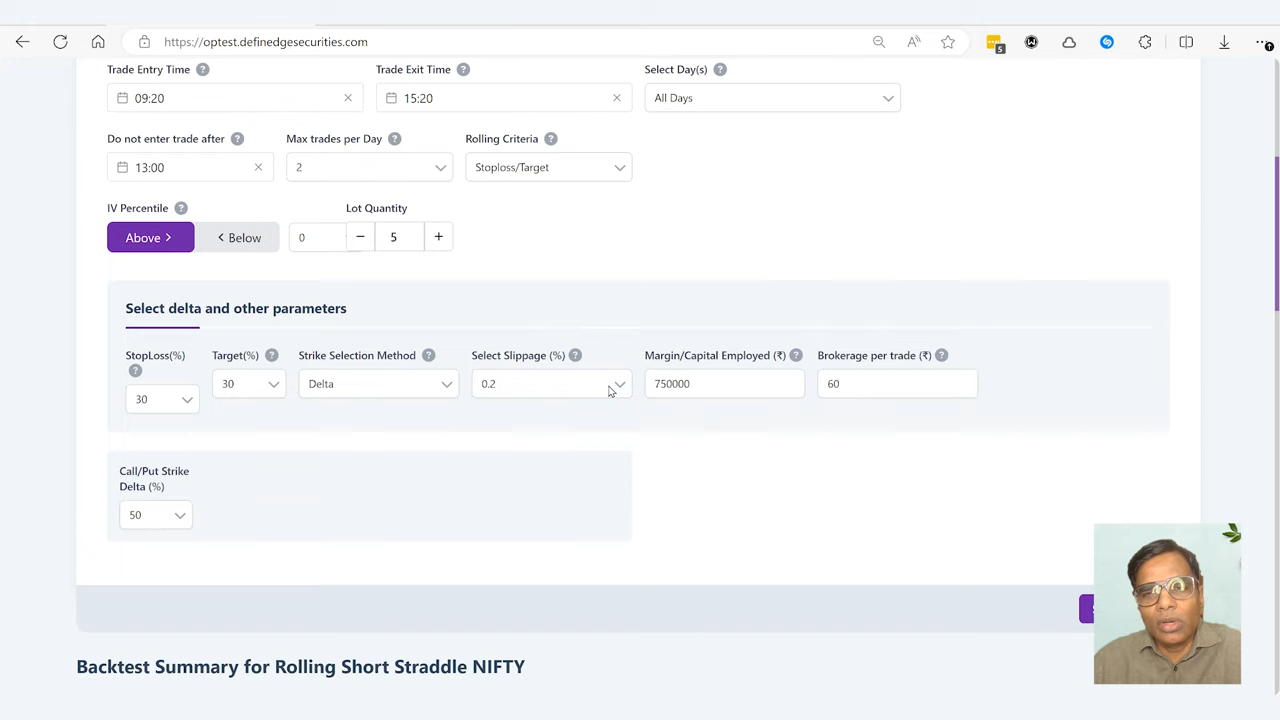 https://optest.definedgesecurities.com
5
Trade Entry Time ?
Trade Exit Time ?
Select Day(s) ?
09:20
15:20
All Days
Do not enter trade after ?
Max trades per Day ?
Rolling Criteria ?
13:00
2
Stoploss/Target
IV Percentile ?
Lot Quantity
Above >
< Below
0
− 5 +
Select delta and other parameters
StopLoss(%) ?
Target(%) ?
Strike Selection Method ?
Select Slippage (%) ?
Margin/Capital Employed (₹) ?
Brokerage per trade (₹) ?
30
30
Delta
0.2
750000
60
Call/Put Strike
Delta (%)
50
Backtest Summary for Rolling Short Straddle NIFTY